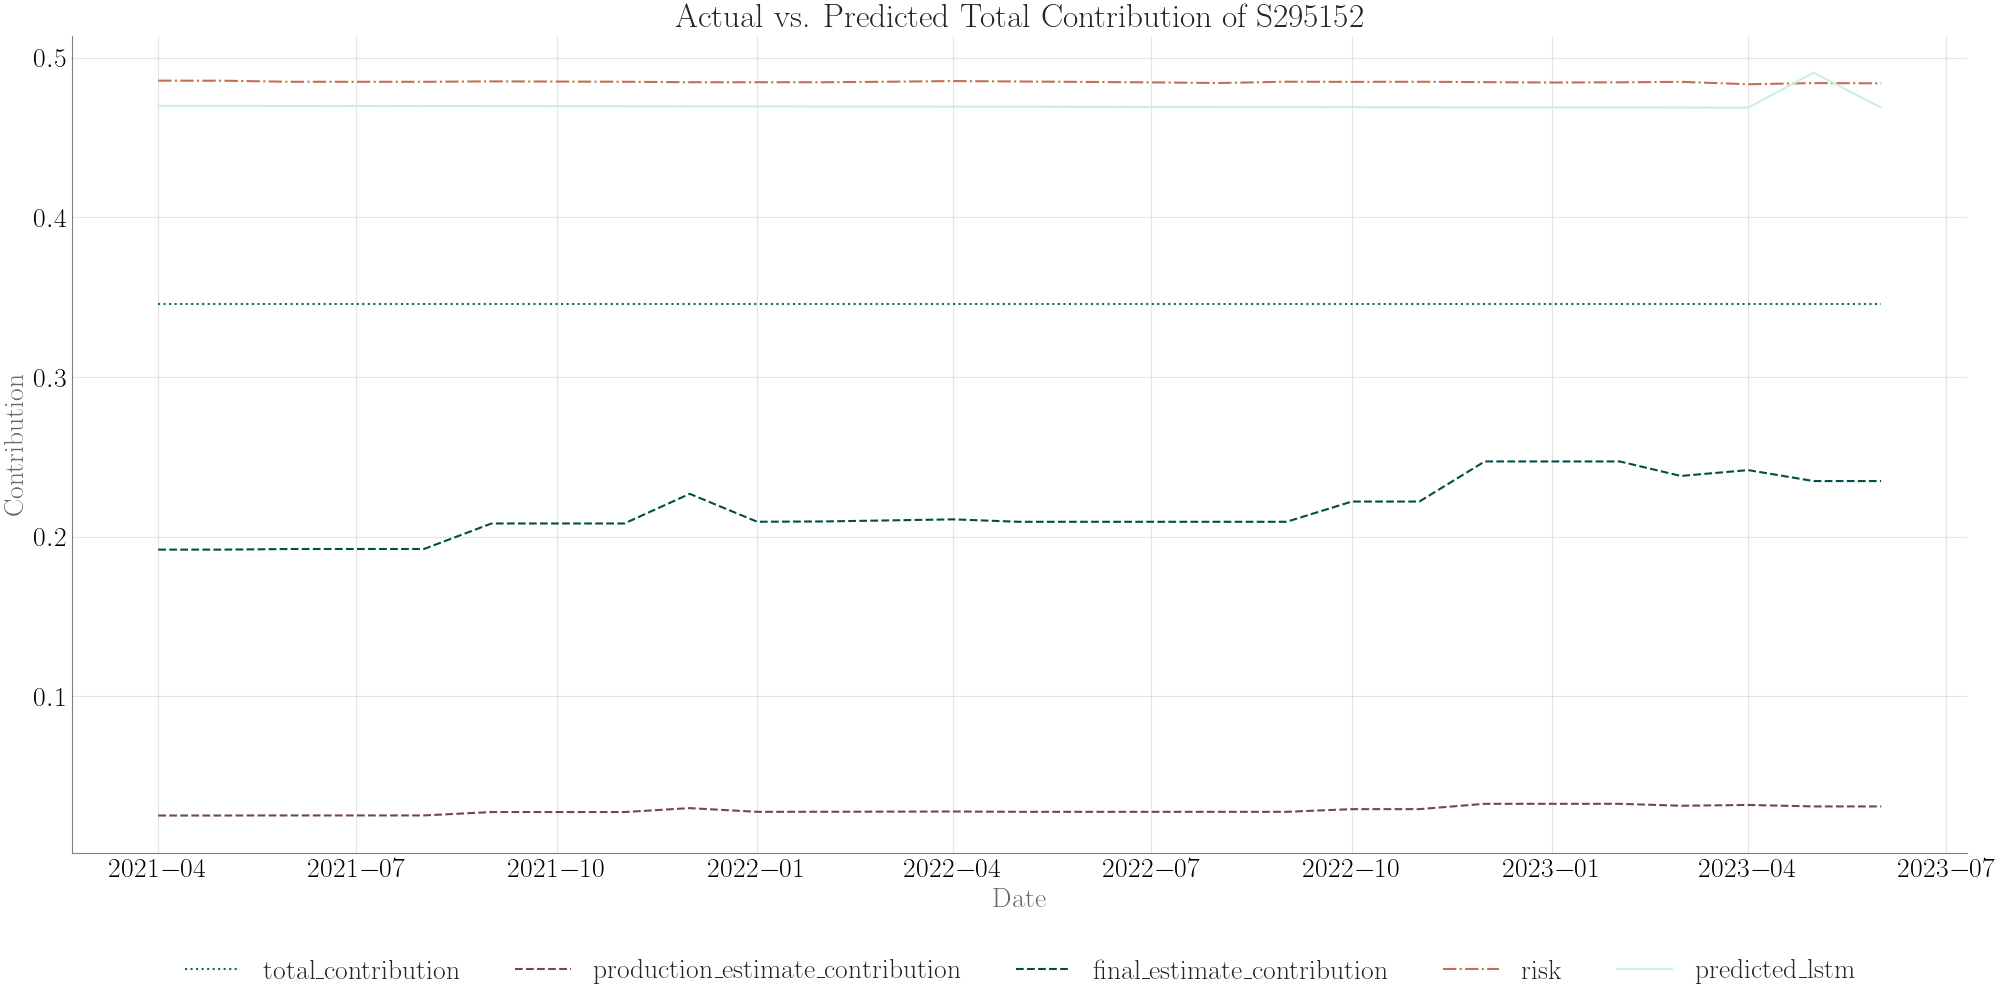 Actual vs. Predicted Total Contribution of S295152
0.5
0.4
0.3
0.2
0.1
Contribution
2021−04 2021−07 2021−10 2022−01 2022−04 2022−07 2022−10 2023−01 2023−04 2023−07
Date
total_contribution production_estimate_contribution final_estimate_contribution risk predicted_lstm